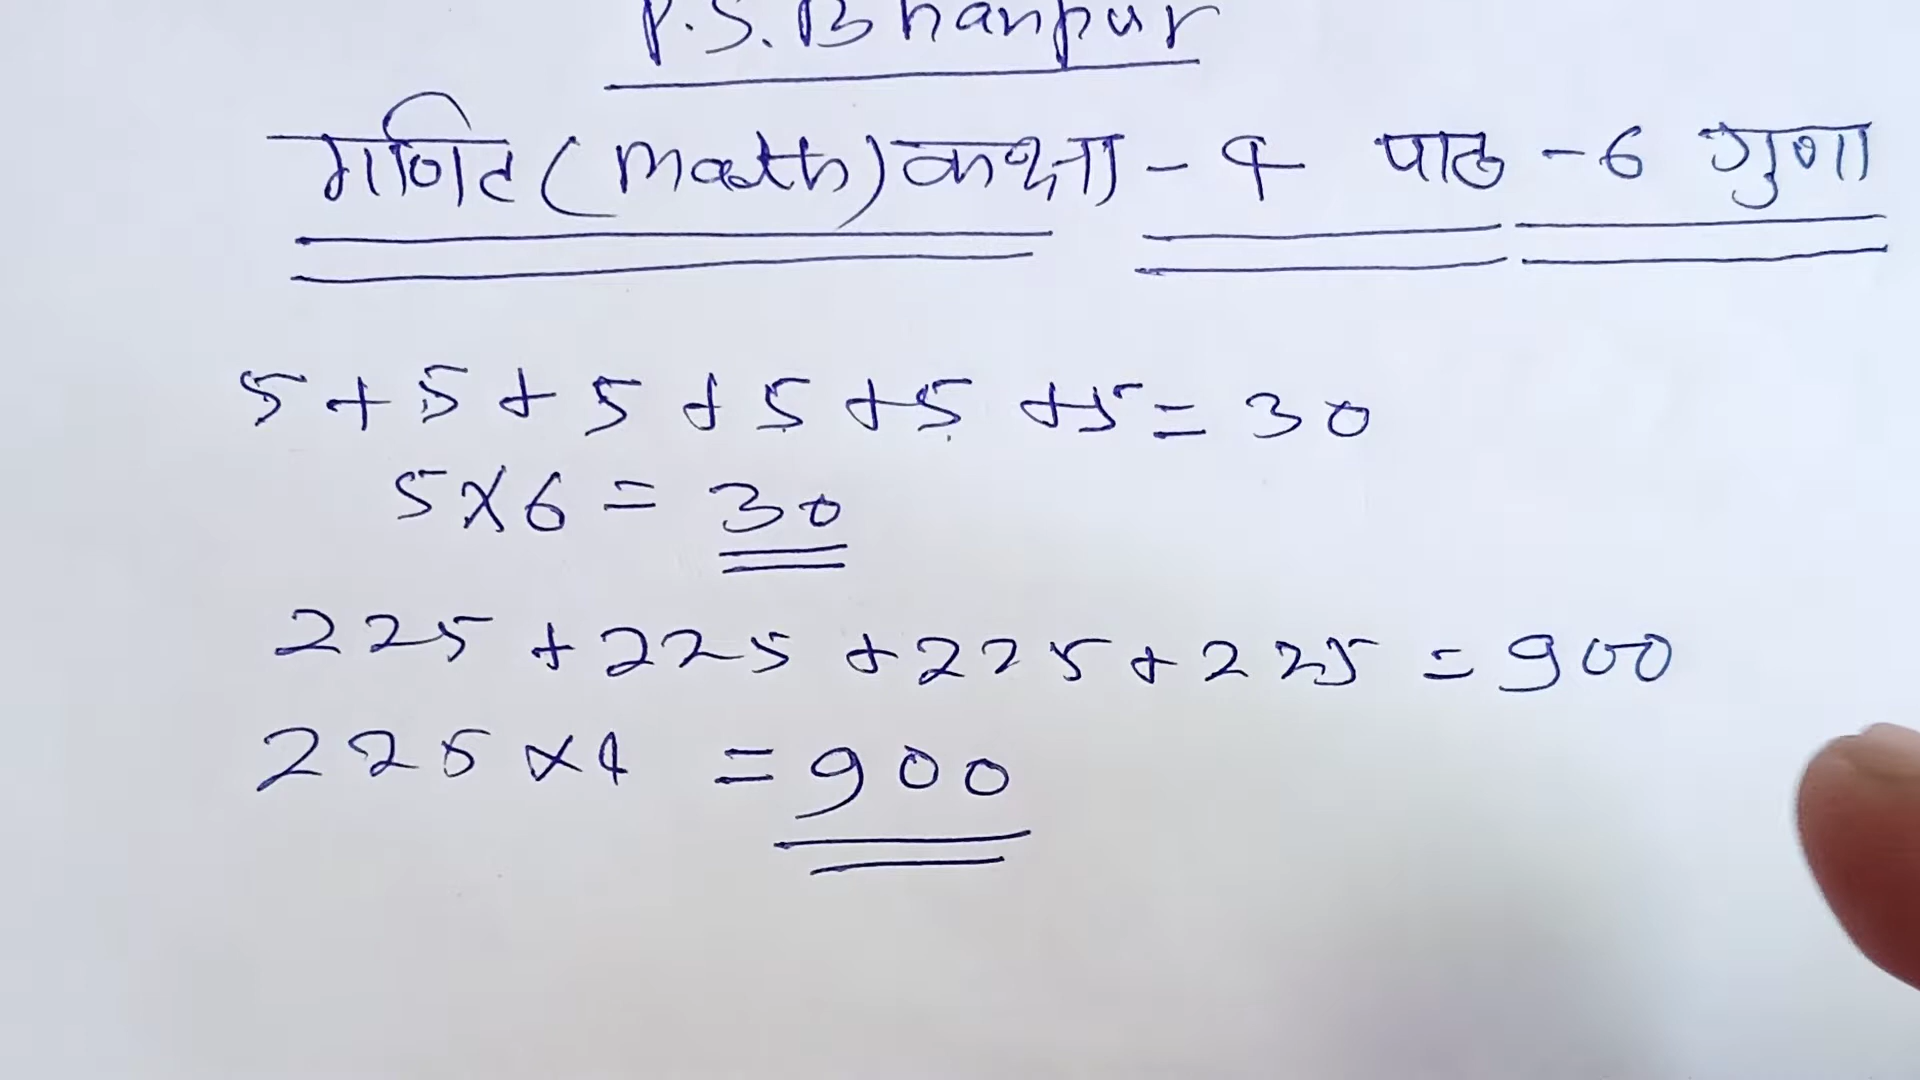 P.S. Bhanpur
गणित (Math) कक्षा - 4 पाठ - 6 गुणा
5 + 5 + 5 + 5 + 5 + 5 = 30
5 X 6 = 30
225 + 225 + 225 + 225 = 900
225 X 4 = 900